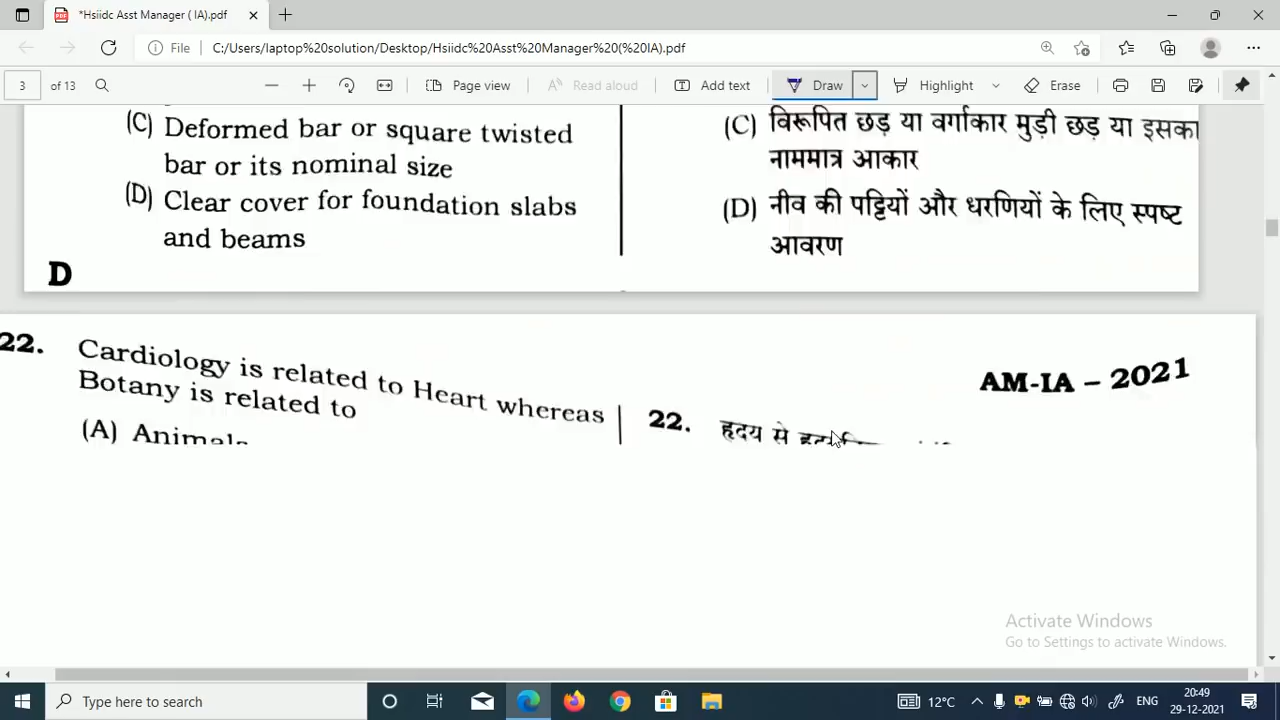 *Hsiidc Asst Manager ( IA).pdf
File C:/Users/laptop%20solution/Desktop/Hsiidc%20Asst%20Manager%20(%20IA).pdf
3 of 13 Page view Read aloud Add text Draw Highlight Erase
(C) Deformed bar or square twisted
bar or its nominal size
(D) Clear cover for foundation slabs
and beams
D
(C) विरूपित छड़ या वर्गाकार मुड़ी छड़ या इसका
नाममात्र आकार
(D) नीव की पट्टियों और धरणियों के लिए स्पष्ट
आवरण
AM-IA – 2021
22. Cardiology is related to Heart whereas
Botany is related to
(A) Animals
22. हृदय से
Activate Windows
Go to Settings to activate Windows.
Type here to search
12°C ENG 20:49
29-12-2021